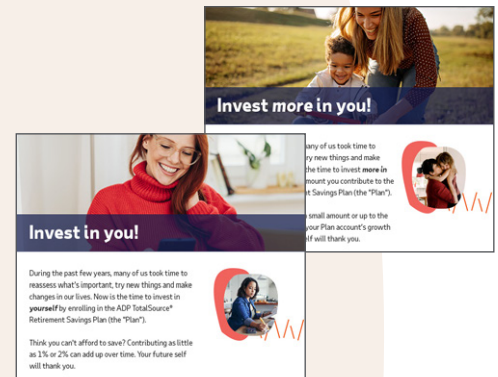 Invest more in you!
any of us took time to
ry new things and make
the time to invest more in
mount you contribute to the
t Savings Plan (the "Plan").
small amount or up to the
your Plan account's growth
elf will thank you.
Invest in you!
During the past few years, many of us took time to
reassess what's important, try new things and make
changes in our lives. Now is the time to invest in
yourself by enrolling in the ADP TotalSource®
Retirement Savings Plan (the "Plan").
Think you can't afford to save? Contributing as little
as 1% or 2% can add up over time. Your future self
will thank you.